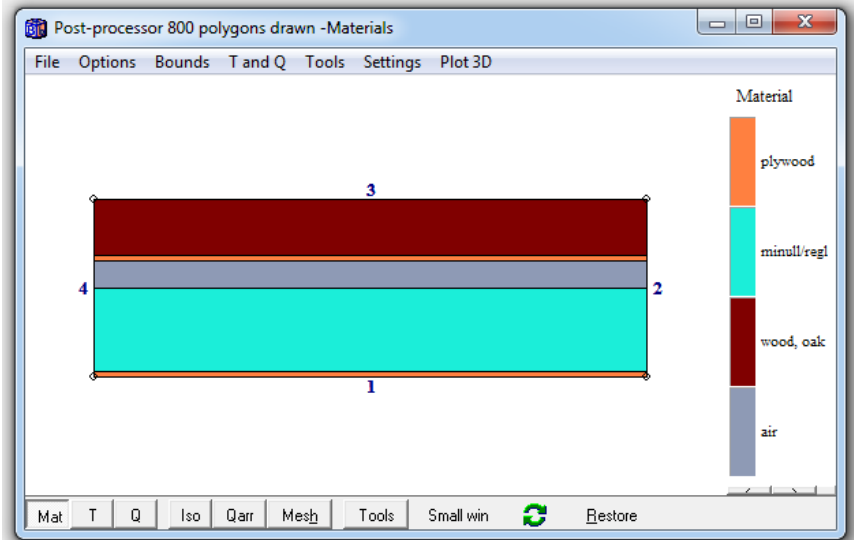 Post-processor 800 polygons drawn -Materials
File Options Bounds T and Q Tools Settings Plot 3D
Material
plywood
minull/regl
wood, oak
air
3
4
2
1
Mat T Q Iso Qarr Mesh Tools Small win Restore